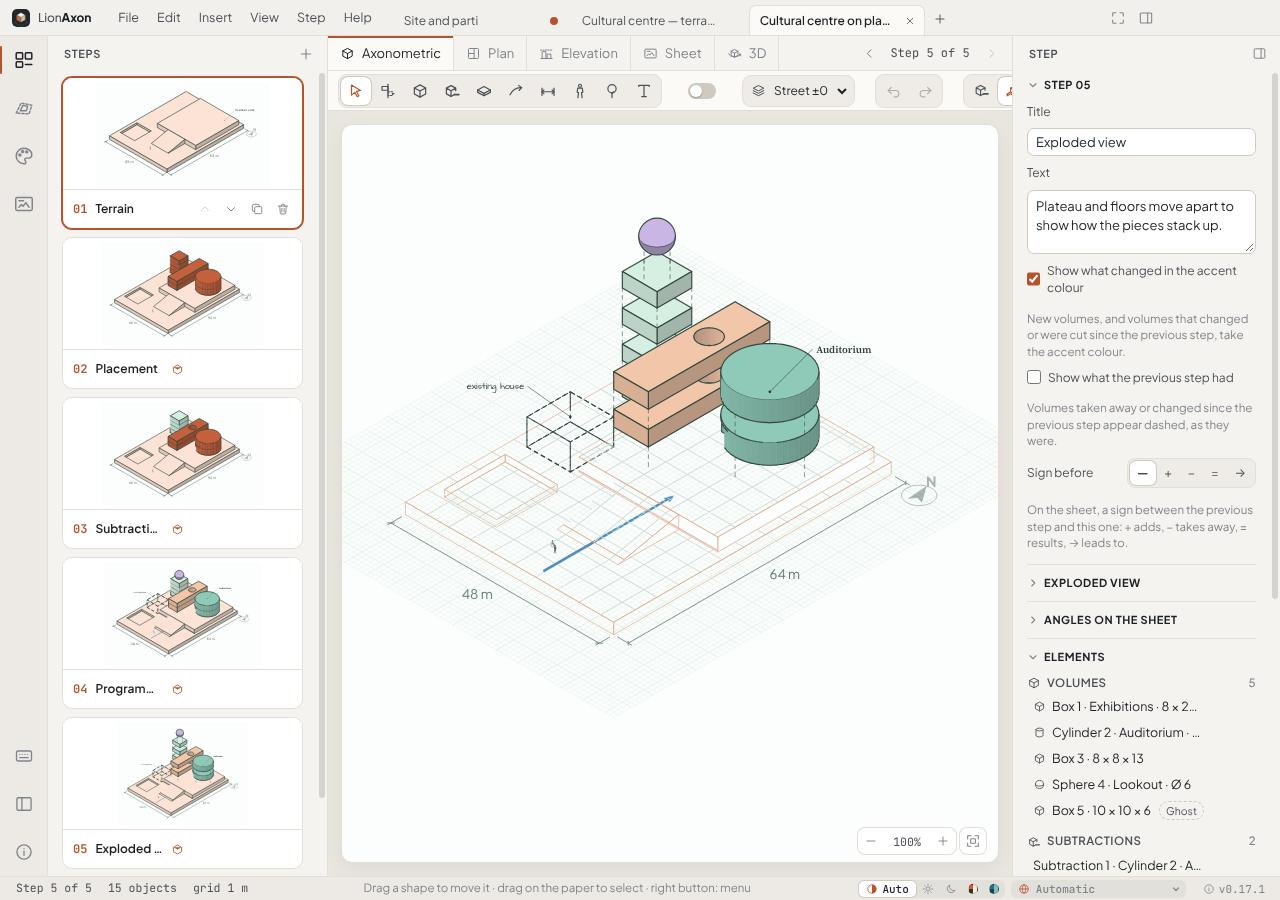 LionAxon
File Edit Insert View Step Help
Site and parti
Cultural centre — terra...
Cultural centre on pla...
STEPS
01 Terrain
02 Placement
03 Subtracti...
04 Program...
05 Exploded ...
Axonometric
Plan
Elevation
Sheet
3D
Step 5 of 5
Street ±0
existing house
Auditorium
N
48 m
64 m
100%
STEP
STEP 05
Title
Exploded view
Text
Plateau and floors move apart to
show how the pieces stack up.
Show what changed in the accent
colour
New volumes, and volumes that changed
or were cut since the previous step, take
the accent colour.
Show what the previous step had
Volumes taken away or changed since the
previous step appear dashed, as they
were.
Sign before — + − = →
On the sheet, a sign between the previous
step and this one: + adds, − takes away, =
results, → leads to.
EXPLODED VIEW
ANGLES ON THE SHEET
ELEMENTS
VOLUMES 5
Box 1 · Exhibitions · 8 × 2...
Cylinder 2 · Auditorium · ...
Box 3 · 8 × 8 × 13
Sphere 4 · Lookout · Ø 6
Box 5 · 10 × 10 × 6 Ghost
SUBTRACTIONS 2
Subtraction 1 · Cylinder 2 · A...
Step 5 of 5 15 objects grid 1 m
Drag a shape to move it · drag on the paper to select · right button: menu
Auto
Automatic
v0.17.1